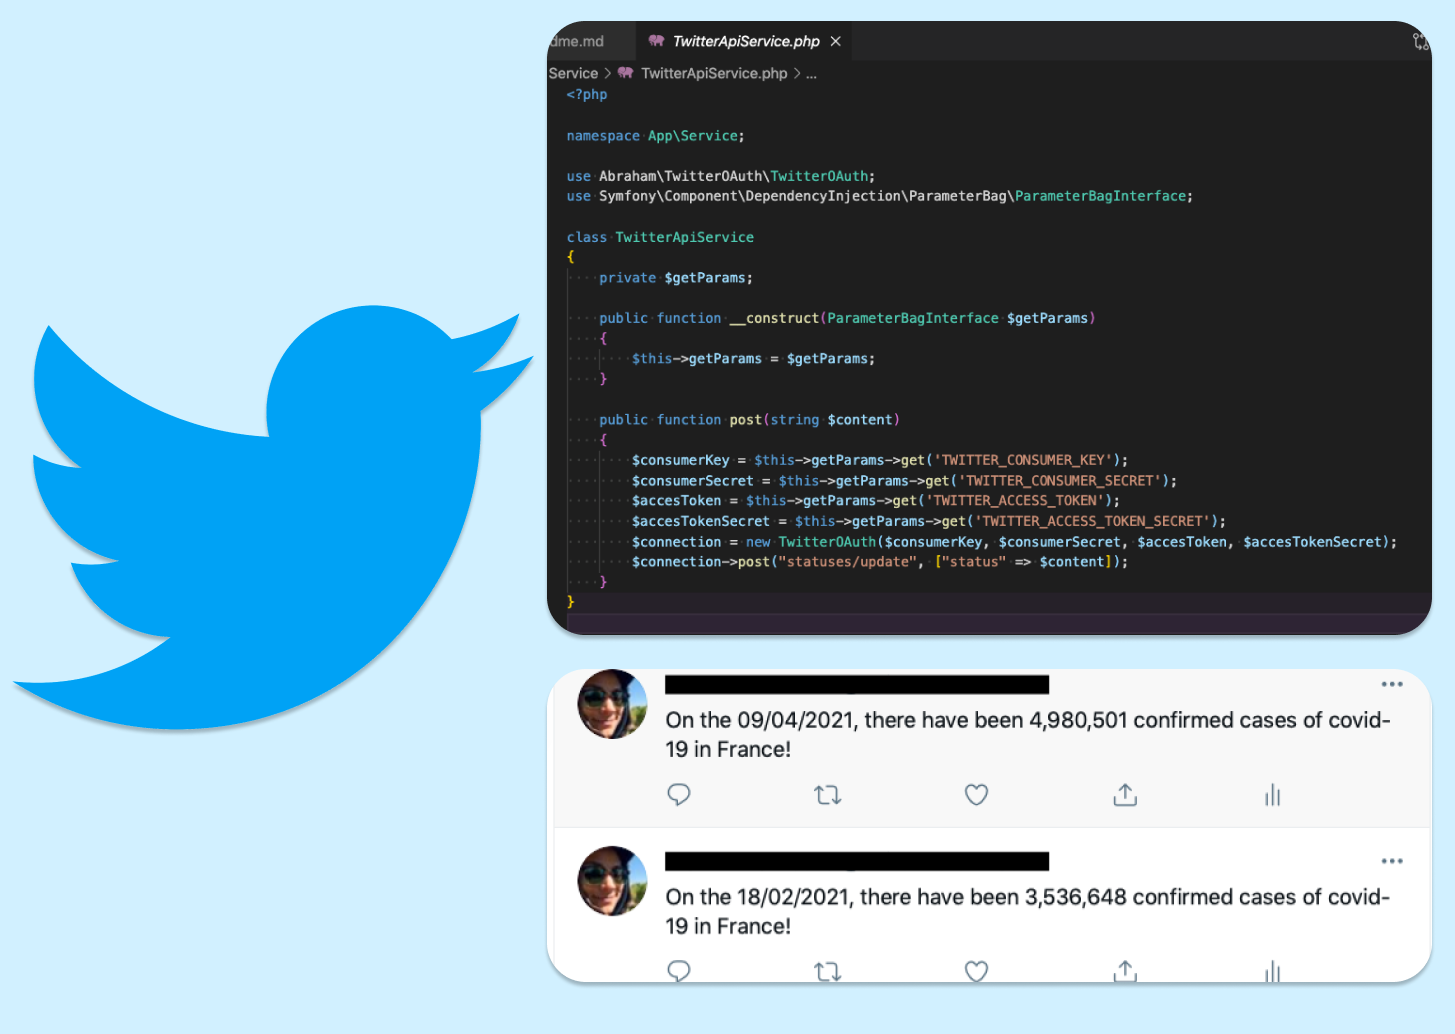 dme.md
TwitterApiService.php ×
Service > TwitterApiService.php > ...
<?php
namespace App\Service;
use Abraham\TwitterOAuth\TwitterOAuth;
use Symfony\Component\DependencyInjection\ParameterBag\ParameterBagInterface;
class TwitterApiService
{
private $getParams;
public function __construct(ParameterBagInterface $getParams)
{
$this->getParams = $getParams;
}
public function post(string $content)
{
$consumerKey = $this->getParams->get('TWITTER_CONSUMER_KEY');
$consumerSecret = $this->getParams->get('TWITTER_CONSUMER_SECRET');
$accesToken = $this->getParams->get('TWITTER_ACCESS_TOKEN');
$accesTokenSecret = $this->getParams->get('TWITTER_ACCESS_TOKEN_SECRET');
$connection = new TwitterOAuth($consumerKey, $consumerSecret, $accesToken, $accesTokenSecret);
$connection->post("statuses/update", ["status" => $content]);
}
}
On the 09/04/2021, there have been 4,980,501 confirmed cases of covid-
19 in France!
On the 18/02/2021, there have been 3,536,648 confirmed cases of covid-
19 in France!